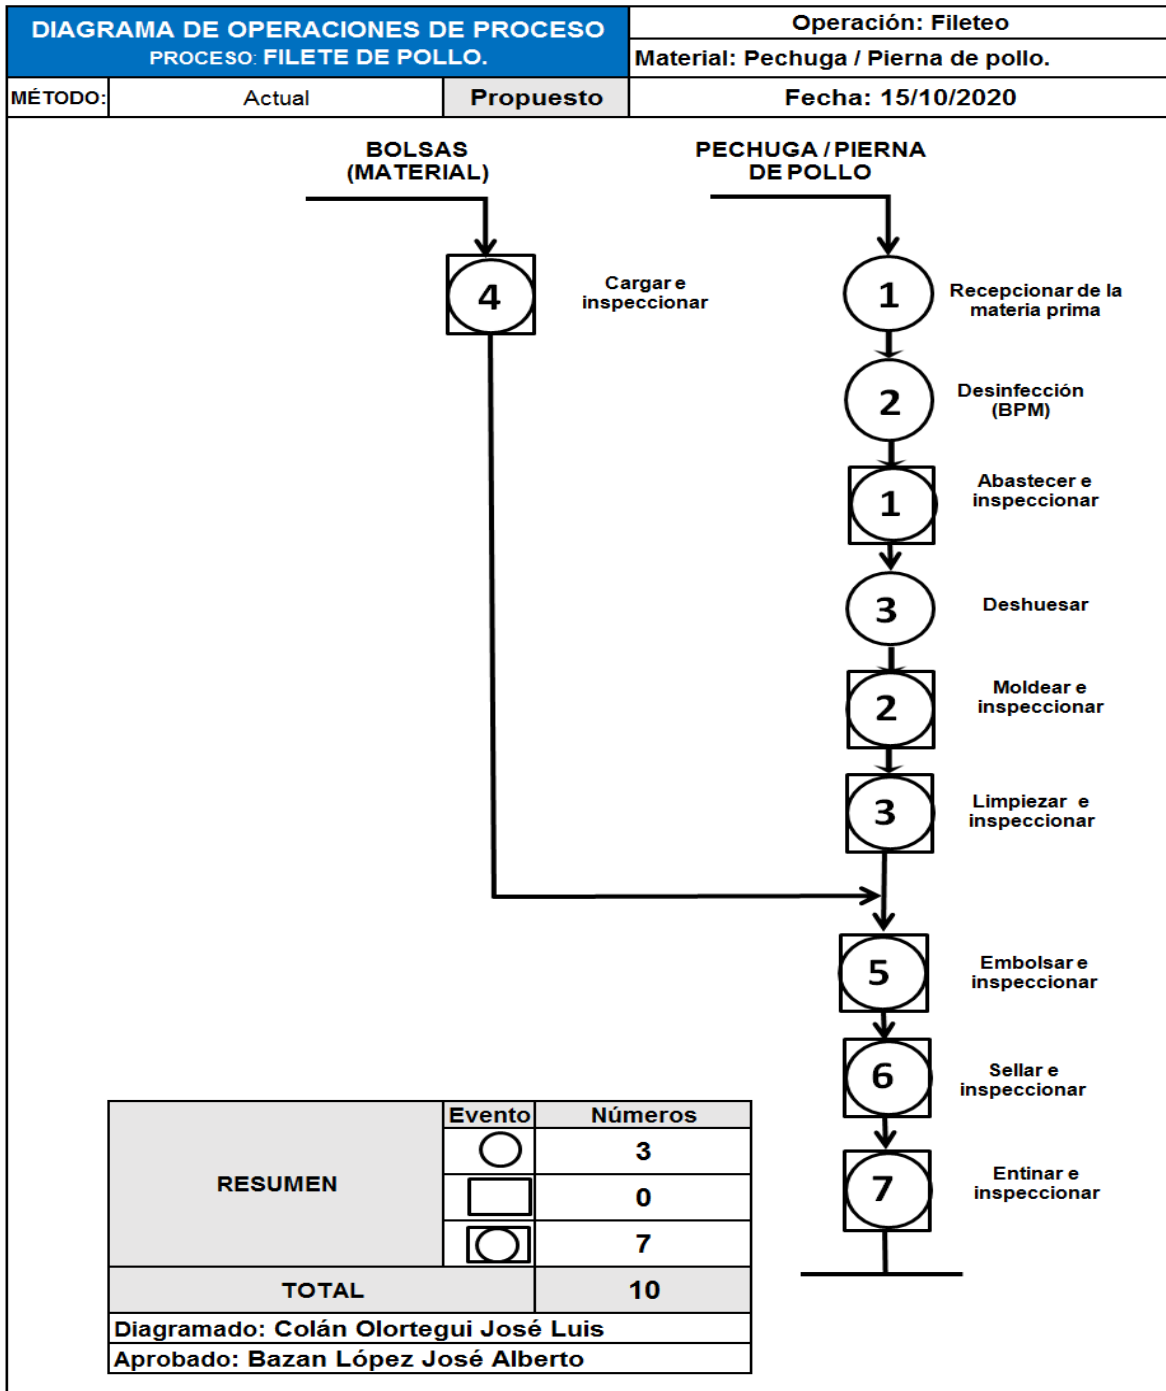 DIAGRAMA DE OPERACIONES DE PROCESO
PROCESO: FILETE DE POLLO.
Operación: Fileteo
Material: Pechuga / Pierna de pollo.
MÉTODO:
Actual
Propuesto
Fecha: 15/10/2020
BOLSAS
(MATERIAL)
PECHUGA / PIERNA
DE POLLO
4
Cargar e
inspeccionar
1
Recepcionar de la
materia prima
2
Desinfección
(BPM)
1
Abastecer e
inspeccionar
3
Deshuesar
2
Moldear e
inspeccionar
3
Limpiezar e
inspeccionar
5
Embolsar e
inspeccionar
6
Sellar e
inspeccionar
7
Entinar e
inspeccionar
RESUMEN
Evento
Números
3
0
7
TOTAL
10
Diagramado: Colán Olortegui José Luis
Aprobado: Bazan López José Alberto